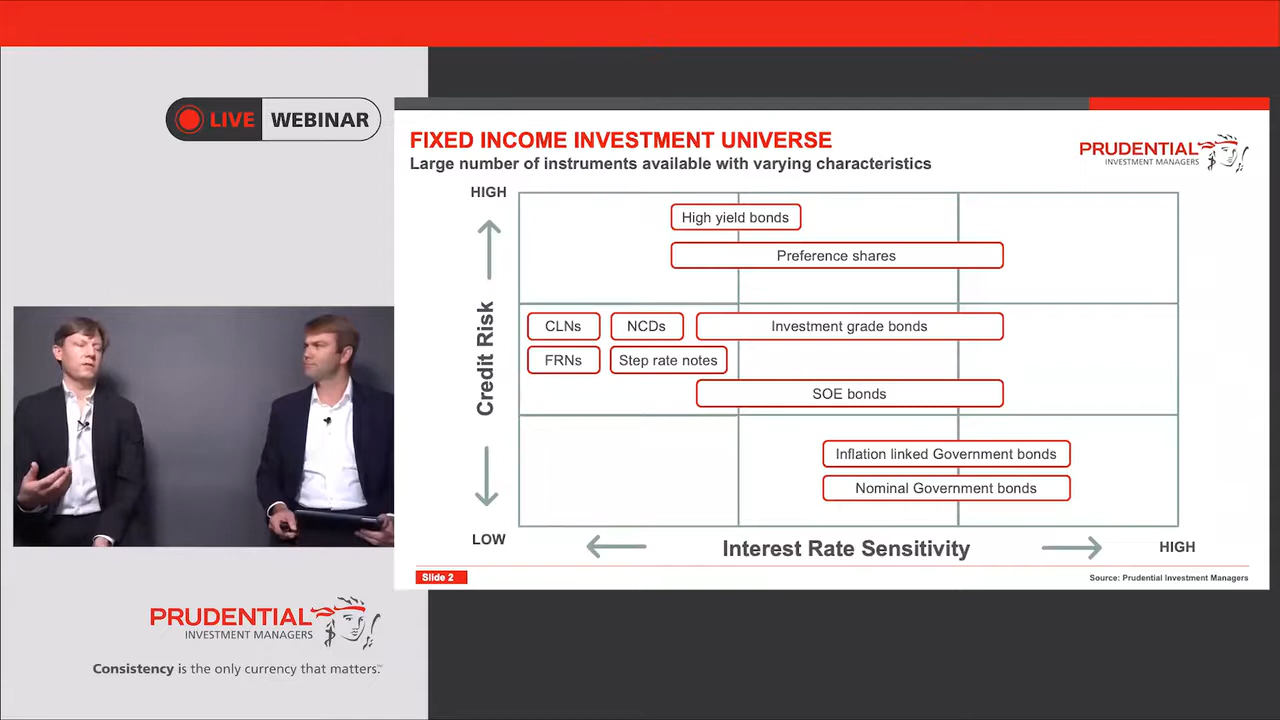 LIVE WEBINAR
FIXED INCOME INVESTMENT UNIVERSE
Large number of instruments available with varying characteristics
PRUDENTIAL
INVESTMENT MANAGERS
HIGH
High yield bonds
Preference shares
Credit Risk
CLNs
NCDs
Investment grade bonds
FRNs
Step rate notes
SOE bonds
Inflation linked Government bonds
Nominal Government bonds
LOW
Interest Rate Sensitivity
HIGH
Slide 2
Source: Prudential Investment Managers
PRUDENTIAL
INVESTMENT MANAGERS
Consistency is the only currency that matters.™